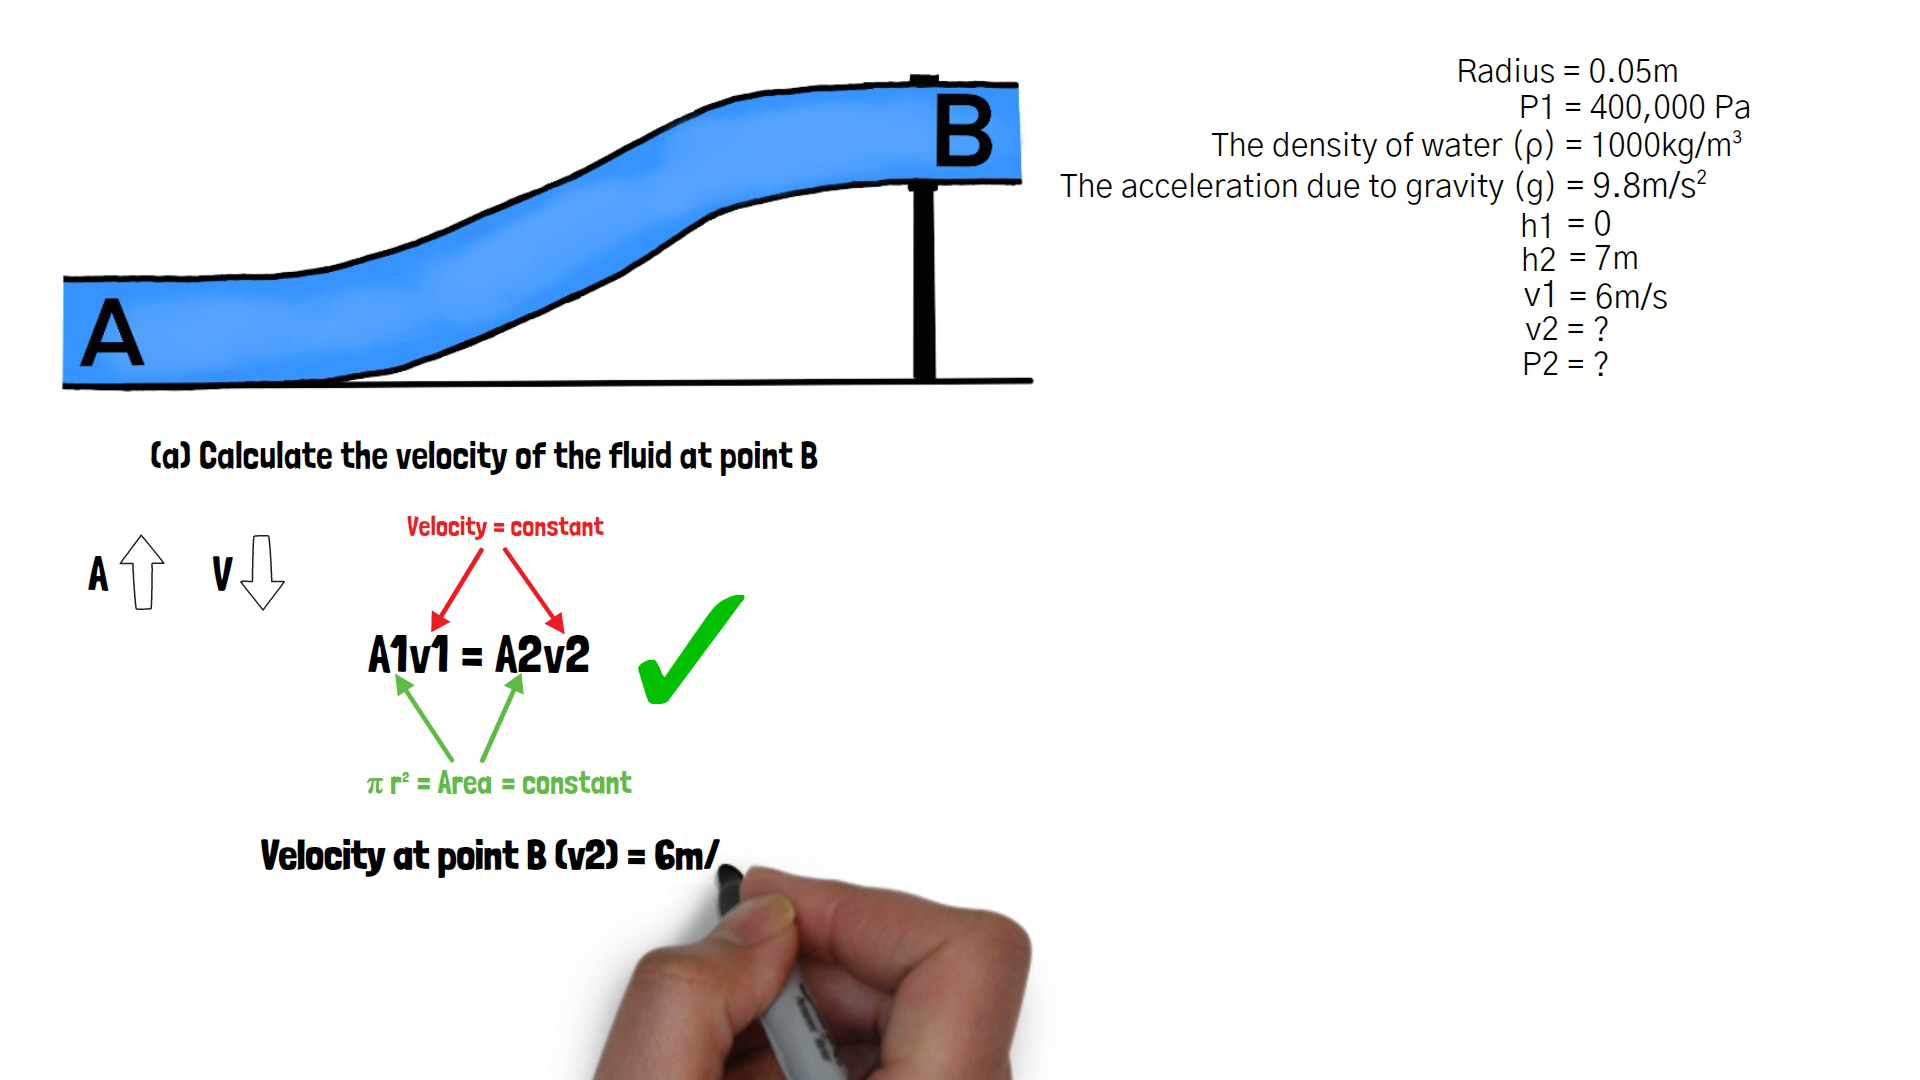 A
B
Radius = 0.05m
P1 = 400,000 Pa
The density of water (ρ) = 1000kg/m³
The acceleration due to gravity (g) = 9.8m/s²
h1 = 0
h2 = 7m
v1 = 6m/s
v2 = ?
P2 = ?
(a) Calculate the velocity of the fluid at point B
Velocity = constant
A V
A1v1 = A2v2
π r² = Area = constant
Velocity at point B (v2) = 6m/